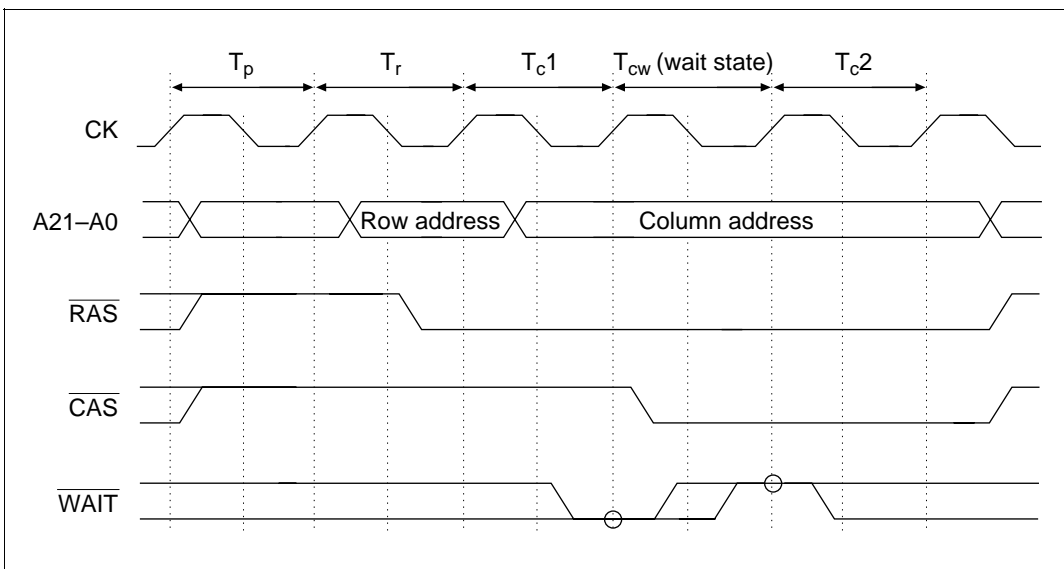 Tp Tr Tc1 Tcw (wait state) Tc2
CK
A21–A0 Row address Column address
RAS
CAS
WAIT